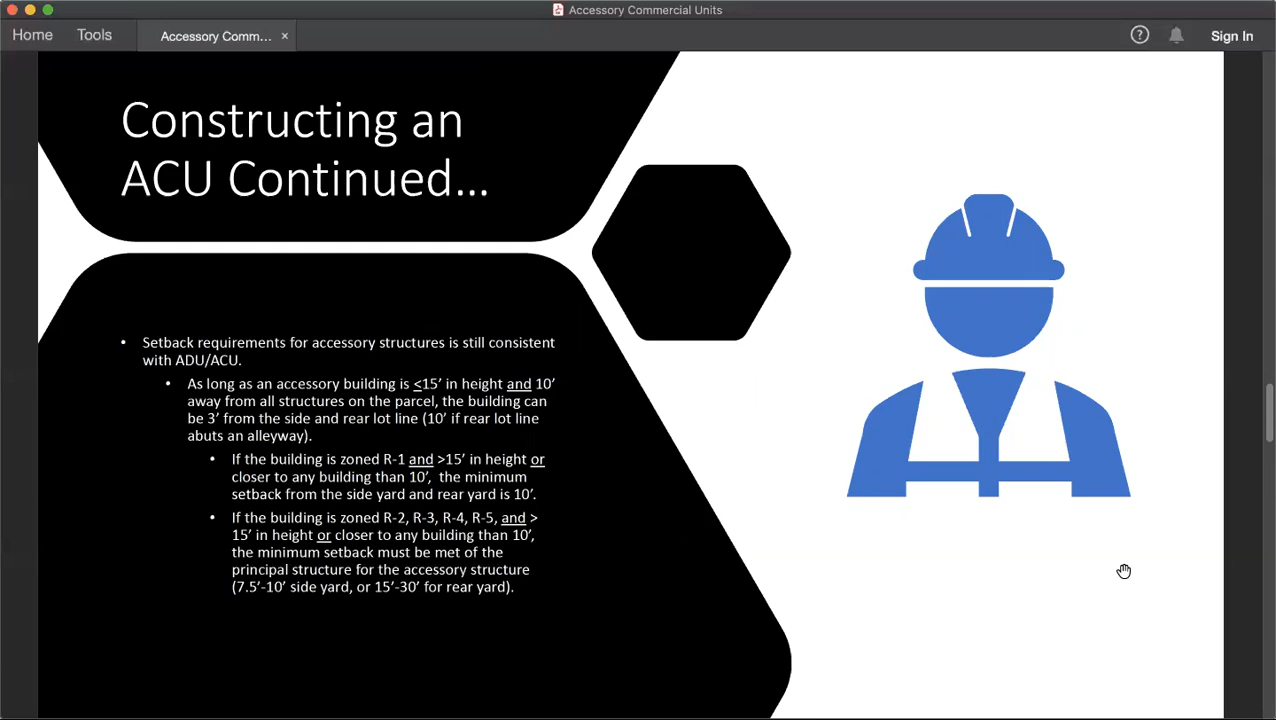 Accessory Commercial Units
Home
Tools
Accessory Comm...
×
?
Sign In
Constructing an
ACU Continued...
• Setback requirements for accessory structures is still consistent
with ADU/ACU.
• As long as an accessory building is <15' in height and 10'
away from all structures on the parcel, the building can
be 3' from the side and rear lot line (10' if rear lot line
abuts an alleyway).
• If the building is zoned R-1 and >15' in height or
closer to any building than 10', the minimum
setback from the side yard and rear yard is 10'.
• If the building is zoned R-2, R-3, R-4, R-5, and >
15' in height or closer to any building than 10',
the minimum setback must be met of the
principal structure for the accessory structure
(7.5'-10' side yard, or 15'-30' for rear yard).